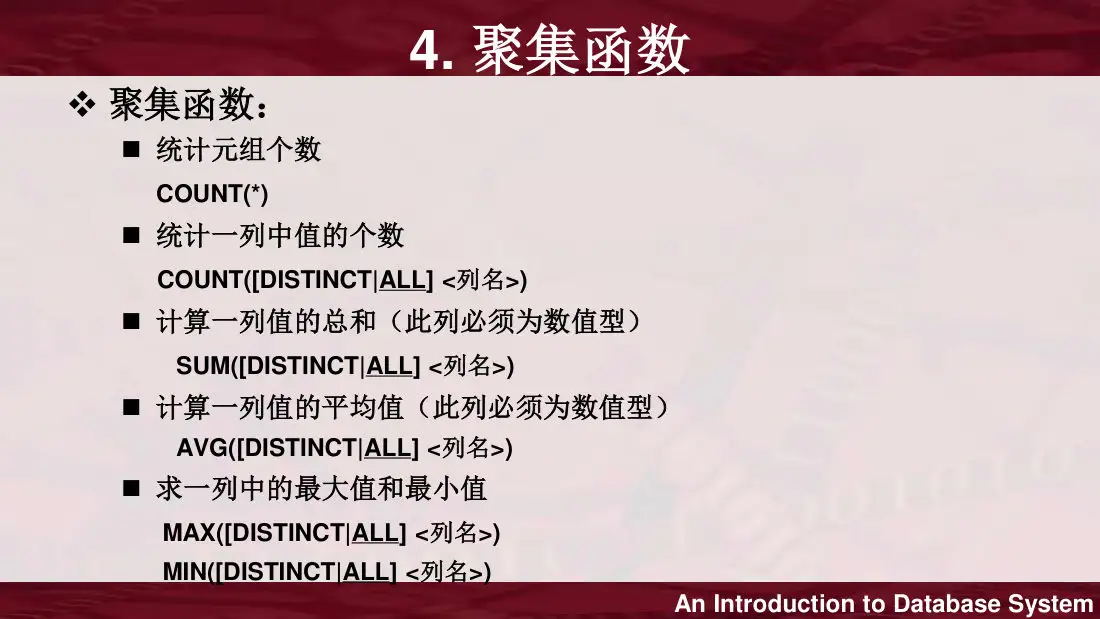 4. 聚集函数
❖ 聚集函数：
■ 统计元组个数
COUNT(*)
■ 统计一列中值的个数
COUNT([DISTINCT|ALL] <列名>)
■ 计算一列值的总和（此列必须为数值型）
SUM([DISTINCT|ALL] <列名>)
■ 计算一列值的平均值（此列必须为数值型）
AVG([DISTINCT|ALL] <列名>)
■ 求一列中的最大值和最小值
MAX([DISTINCT|ALL] <列名>)
MIN([DISTINCT|ALL] <列名>)
An Introduction to Database System